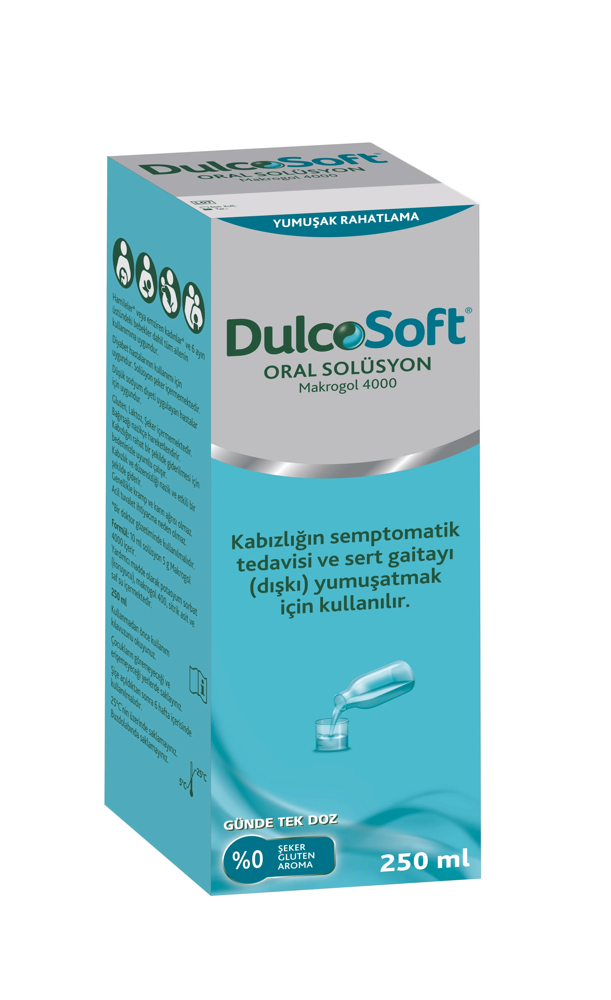 DulcoSoft®
ORAL SOLÜSYON
Makrogol 4000
LOT
Son Kull.
Tar.:
YUMUŞAK RAHATLAMA
DulcoSoft®
ORAL SOLÜSYON
Makrogol 4000
Kabızlığın semptomatik
tedavisi ve sert gaitayı
(dışkı) yumuşatmak
için kullanılır.
GÜNDE TEK DOZ
%0
ŞEKER
GLUTEN
AROMA
250 ml
Hamileler* veya emziren kadınlar* ve 6 ayın
üstündeki bebekler dahil tüm ailenin
kullanımına uygundur.
Diyabet hastalarının kullanımı için
uygundur. Solüsyon şeker içermemektedir.
Düşük sodyum diyeti uygulayan hastalar
için uygundur.
Gluten, Laktoz, Şeker içermemektedir.
Bağırsağı nazikçe hareketlendirir.
Kabızlığın rahat bir şekilde giderilmesi için
bedeninizle uyumlu çalışır.
Kabızlık ve düzensizliği nazik ve etkili bir
şekilde giderir.
Genellikle kramp ve karın ağrısı olmaz.
Acil tuvalet ihtiyacına neden olmaz.
*Bir doktor gözetiminde kullanılmalıdır.
Formül: 10 ml solüsyon 5 g Makrogol
4000 içerir.
Yardımcı madde olarak potasyum sorbat
(koruyucu), makrogol 400, sitrik asit ve
saf su içermektedir.
250 ml
Kullanmadan önce kullanım
kılavuzunu okuyunuz.
Çocukların göremeyeceği ve
erişemeyeceği yerlerde saklayınız.
Şişe açıldıktan sonra 6 hafta içerisinde
kullanılmalıdır.
25°C'nin üzerinde saklamayınız.
Buzdolabında saklamayınız.
i
25°C
5°C